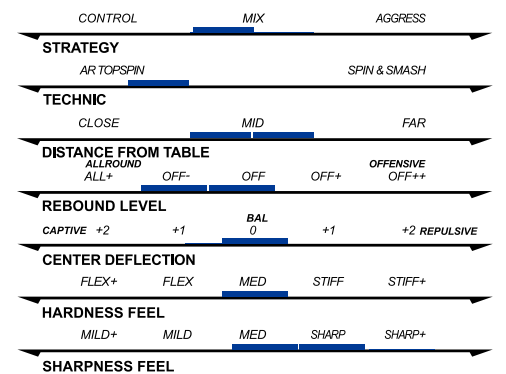 CONTROL MIX AGGRESS
STRATEGY
AR TOPSPIN SPIN & SMASH
TECHNIC
CLOSE MID FAR
DISTANCE FROM TABLE
ALLROUND OFFENSIVE
ALL+ OFF- OFF OFF+ OFF++
REBOUND LEVEL
BAL
CAPTIVE +2 +1 0 +1 +2 REPULSIVE
CENTER DEFLECTION
FLEX+ FLEX MED STIFF STIFF+
HARDNESS FEEL
MILD+ MILD MED SHARP SHARP+
SHARPNESS FEEL